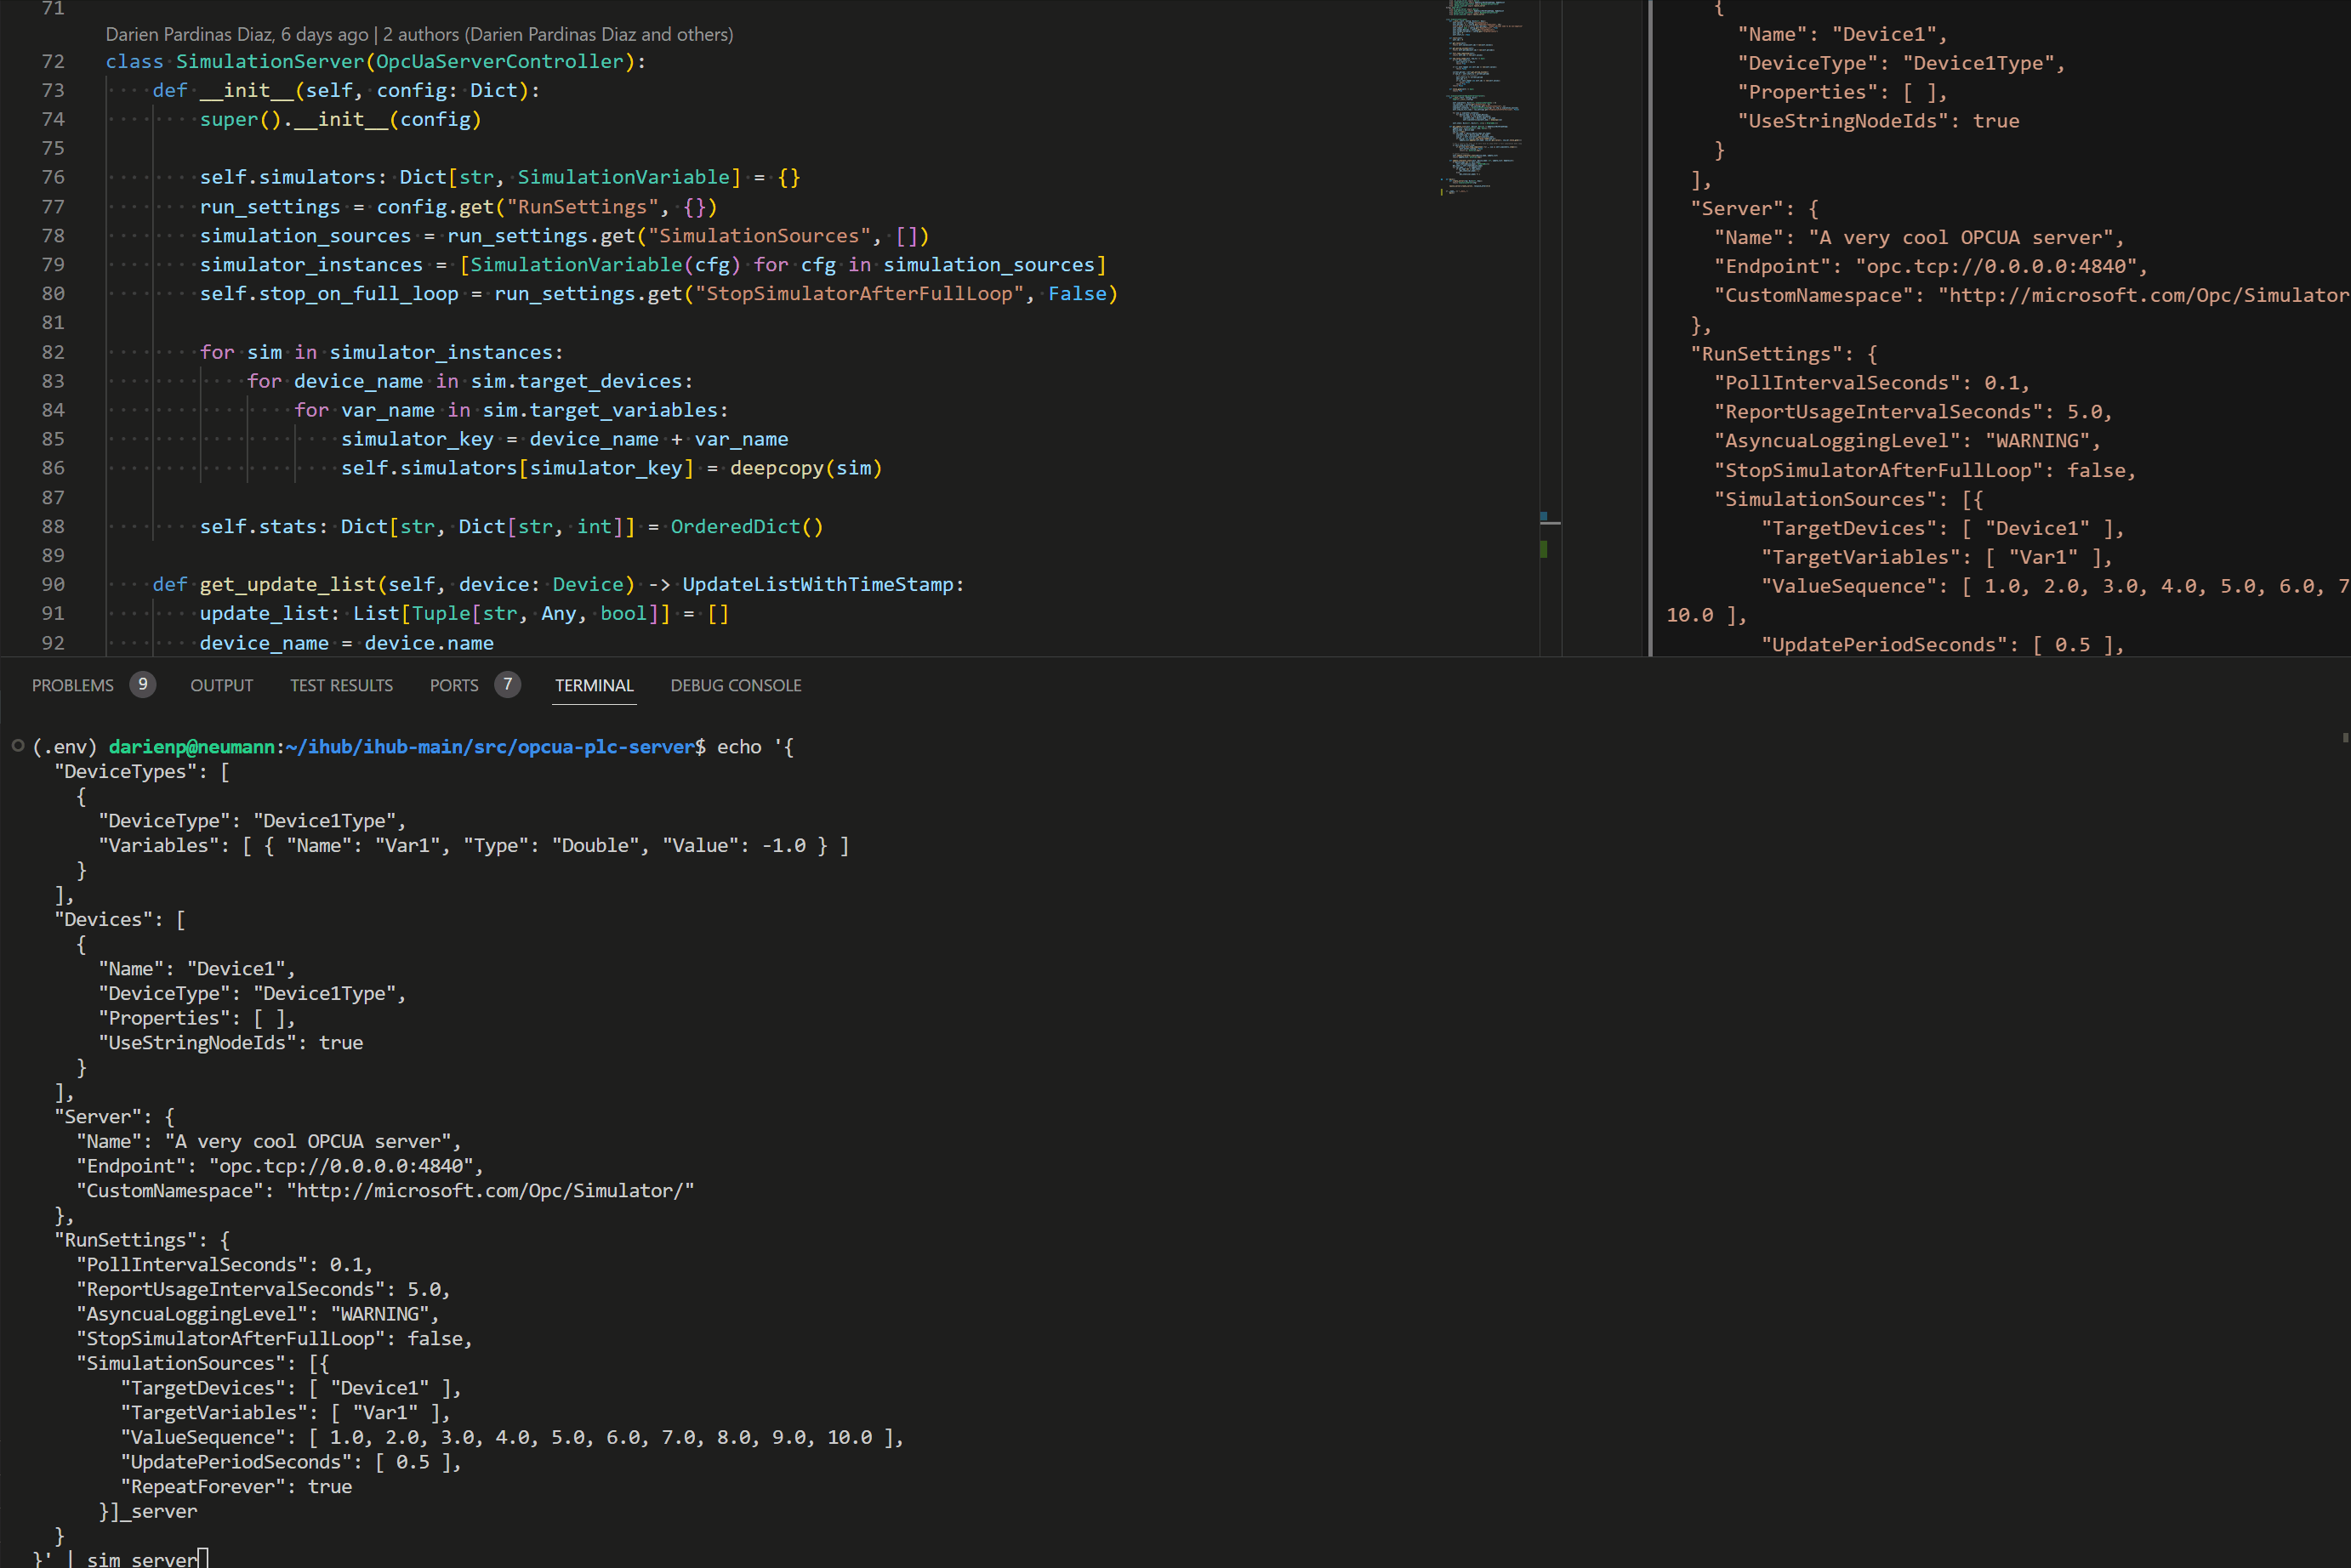 71
Darien Pardinas Diaz, 6 days ago | 2 authors (Darien Pardinas Diaz and others)
72 class SimulationServer(OpcUaServerController):
73     def __init__(self, config: Dict):
74         super().__init__(config)
75
76         self.simulators: Dict[str, SimulationVariable] = {}
77         run_settings = config.get("RunSettings", {})
78         simulation_sources = run_settings.get("SimulationSources", [])
79         simulator_instances = [SimulationVariable(cfg) for cfg in simulation_sources]
80         self.stop_on_full_loop = run_settings.get("StopSimulatorAfterFullLoop", False)
81
82         for sim in simulator_instances:
83             for device_name in sim.target_devices:
84                 for var_name in sim.target_variables:
85                     simulator_key = device_name + var_name
86                     self.simulators[simulator_key] = deepcopy(sim)
87
88         self.stats: Dict[str, Dict[str, int]] = OrderedDict()
89
90     def get_update_list(self, device: Device) -> UpdateListWithTimeStamp:
91         update_list: List[Tuple[str, Any, bool]] = []
92         device_name = device.name
    {
      "Name": "Device1",
      "DeviceType": "Device1Type",
      "Properties": [ ],
      "UseStringNodeIds": true
    }
  ],
  "Server": {
    "Name": "A very cool OPCUA server",
    "Endpoint": "opc.tcp://0.0.0.0:4840",
    "CustomNamespace": "http://microsoft.com/Opc/Simulator
  },
  "RunSettings": {
    "PollIntervalSeconds": 0.1,
    "ReportUsageIntervalSeconds": 5.0,
    "AsyncuaLoggingLevel": "WARNING",
    "StopSimulatorAfterFullLoop": false,
    "SimulationSources": [{
        "TargetDevices": [ "Device1" ],
        "TargetVariables": [ "Var1" ],
        "ValueSequence": [ 1.0, 2.0, 3.0, 4.0, 5.0, 6.0, 7
10.0 ],
        "UpdatePeriodSeconds": [ 0.5 ],
PROBLEMS 9 OUTPUT TEST RESULTS PORTS 7 TERMINAL DEBUG CONSOLE
(.env) darienp@neumann:~/ihub/ihub-main/src/opcua-plc-server$ echo '{
  "DeviceTypes": [
    {
      "DeviceType": "Device1Type",
      "Variables": [ { "Name": "Var1", "Type": "Double", "Value": -1.0 } ]
    }
  ],
  "Devices": [
    {
      "Name": "Device1",
      "DeviceType": "Device1Type",
      "Properties": [ ],
      "UseStringNodeIds": true
    }
  ],
  "Server": {
    "Name": "A very cool OPCUA server",
    "Endpoint": "opc.tcp://0.0.0.0:4840",
    "CustomNamespace": "http://microsoft.com/Opc/Simulator/"
  },
  "RunSettings": {
    "PollIntervalSeconds": 0.1,
    "ReportUsageIntervalSeconds": 5.0,
    "AsyncuaLoggingLevel": "WARNING",
    "StopSimulatorAfterFullLoop": false,
    "SimulationSources": [{
        "TargetDevices": [ "Device1" ],
        "TargetVariables": [ "Var1" ],
        "ValueSequence": [ 1.0, 2.0, 3.0, 4.0, 5.0, 6.0, 7.0, 8.0, 9.0, 10.0 ],
        "UpdatePeriodSeconds": [ 0.5 ],
        "RepeatForever": true
      }]_server
  }
}' | sim_server